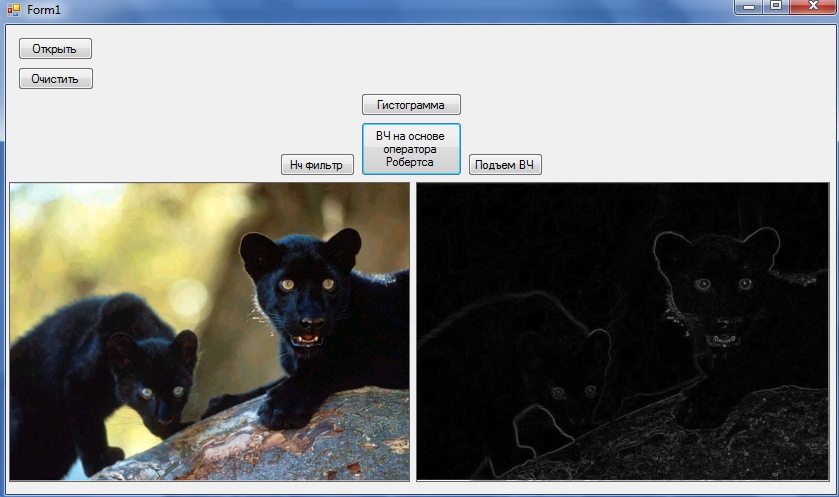 Form1
Открыть
Очистить
Гистограмма
ВЧ на основе
оператора
Робертса
Нч фильтр
Подъем ВЧ